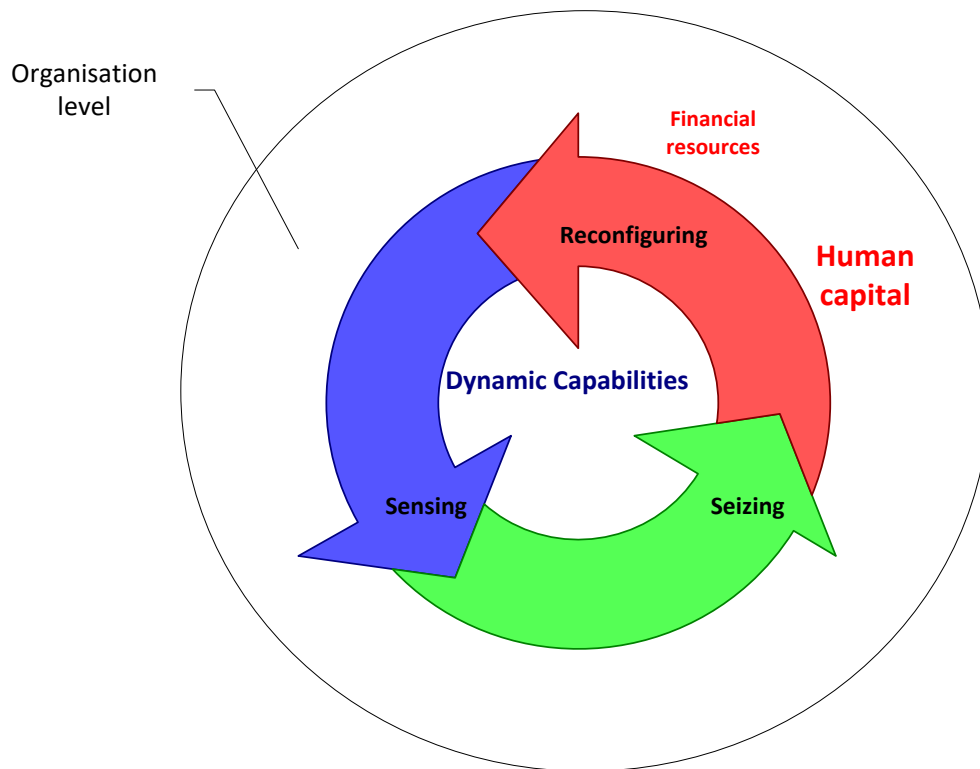 Organisation
level
Financial
resources
Reconfiguring
Human
capital
Dynamic Capabilities
Sensing
Seizing